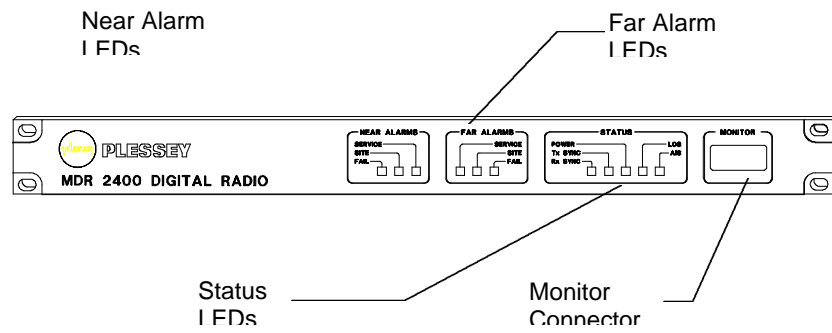 Near Alarm
LEDs
Far Alarm
LEDs
NEAR ALARMS
SERVICE
SITE
FAIL
FAR ALARMS
SERVICE
SITE
FAIL
STATUS
POWER
Tx SYNC
Rx SYNC
LOS
AIS
MONITOR
PLESSEY
MDR 2400 DIGITAL RADIO
Status
LEDs
Monitor
Connector